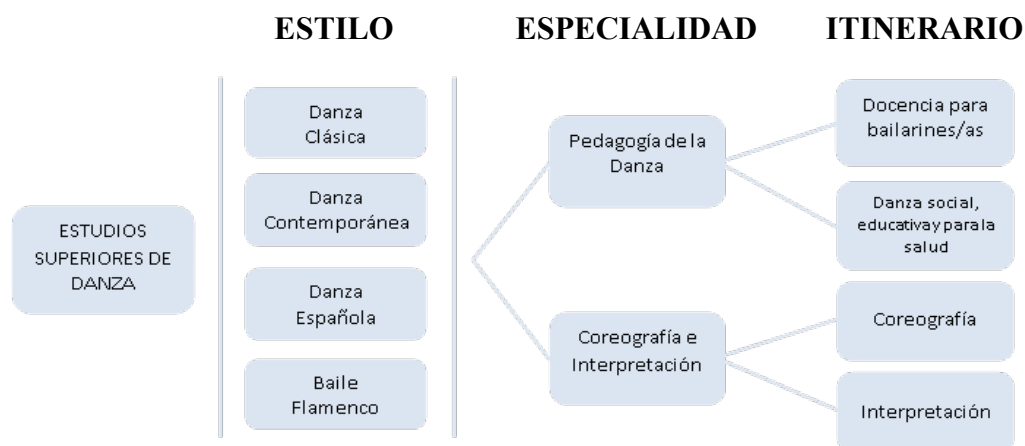 ESTILO
ESPECIALIDAD
ITINERARIO
ESTUDIOS
SUPERIORES DE
DANZA
Danza
Clásica
Danza
Contemporánea
Danza
Española
Baile
Flamenco
Pedagogía de la
Danza
Coreografía e
Interpretación
Docencia para
bailarines/as
Danza social,
educativa y para la
salud
Coreografía
Interpretación